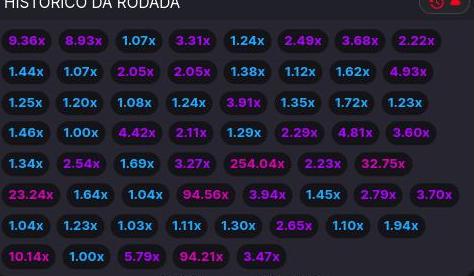 HISTÓRICO DA RODADA
9.36x 8.93x 1.07x 3.31x 1.24x 2.49x 3.68x 2.22x
1.44x 1.07x 2.05x 2.05x 1.38x 1.12x 1.62x 4.93x
1.25x 1.20x 1.08x 1.24x 3.91x 1.35x 1.72x 1.23x
1.46x 1.00x 4.42x 2.11x 1.29x 2.29x 4.81x 3.60x
1.34x 2.54x 1.69x 3.27x 254.04x 2.23x 32.75x
23.24x 1.64x 1.04x 94.56x 3.94x 1.45x 2.79x 3.70x
1.04x 1.23x 1.03x 1.11x 1.30x 2.65x 1.10x 1.94x
10.14x 1.00x 5.79x 94.21x 3.47x